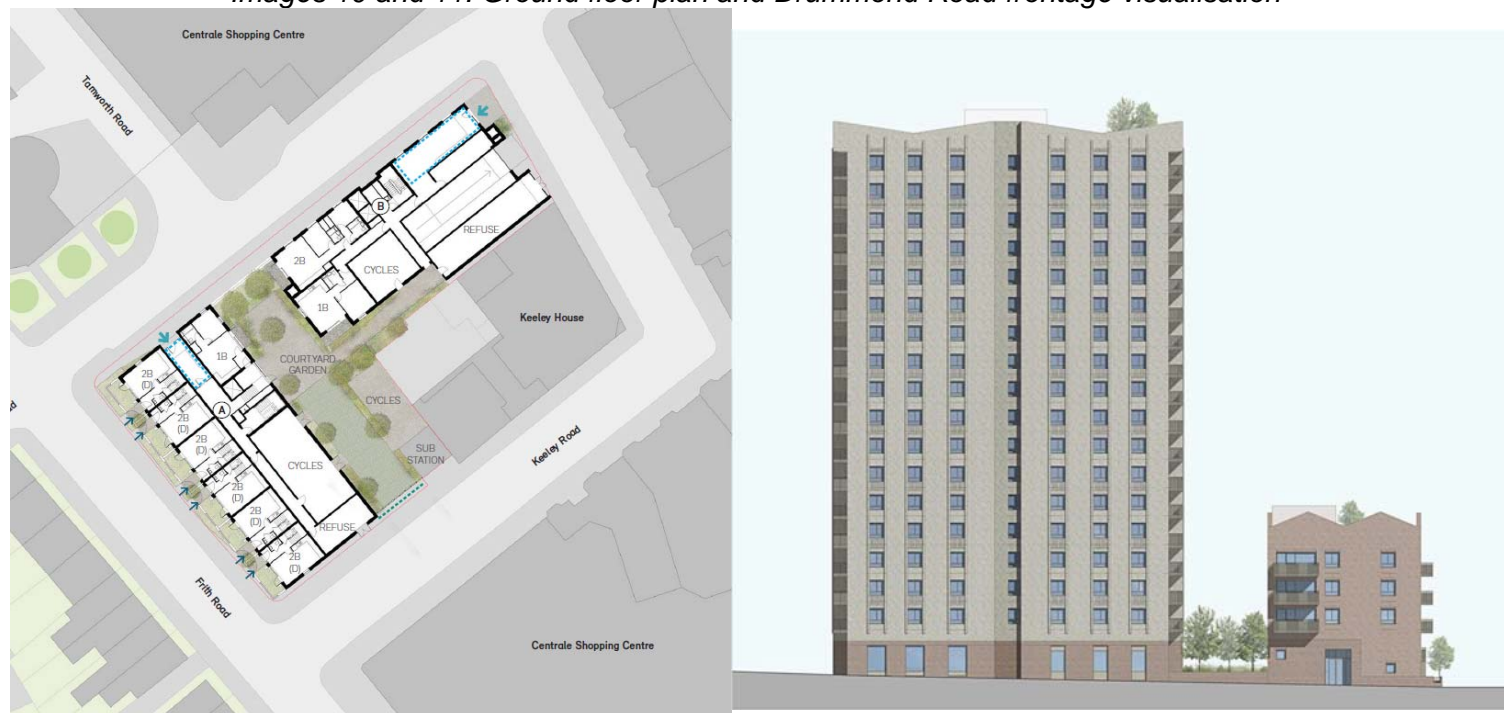 Images 10 and 11: Ground floor plan and Drummond Road frontage visualisation
Centrale Shopping Centre
Tamworth Road
B
REFUSE
2B
CYCLES
1B
Keeley House
1B
COURTYARD
GARDEN
2B
(D)
A
2B
(D)
CYCLES
2B
(D)
SUB
STATION
Keeley Road
2B
(D)
CYCLES
2B
(D)
REFUSE
2B
(D)
Frith Road
Centrale Shopping Centre